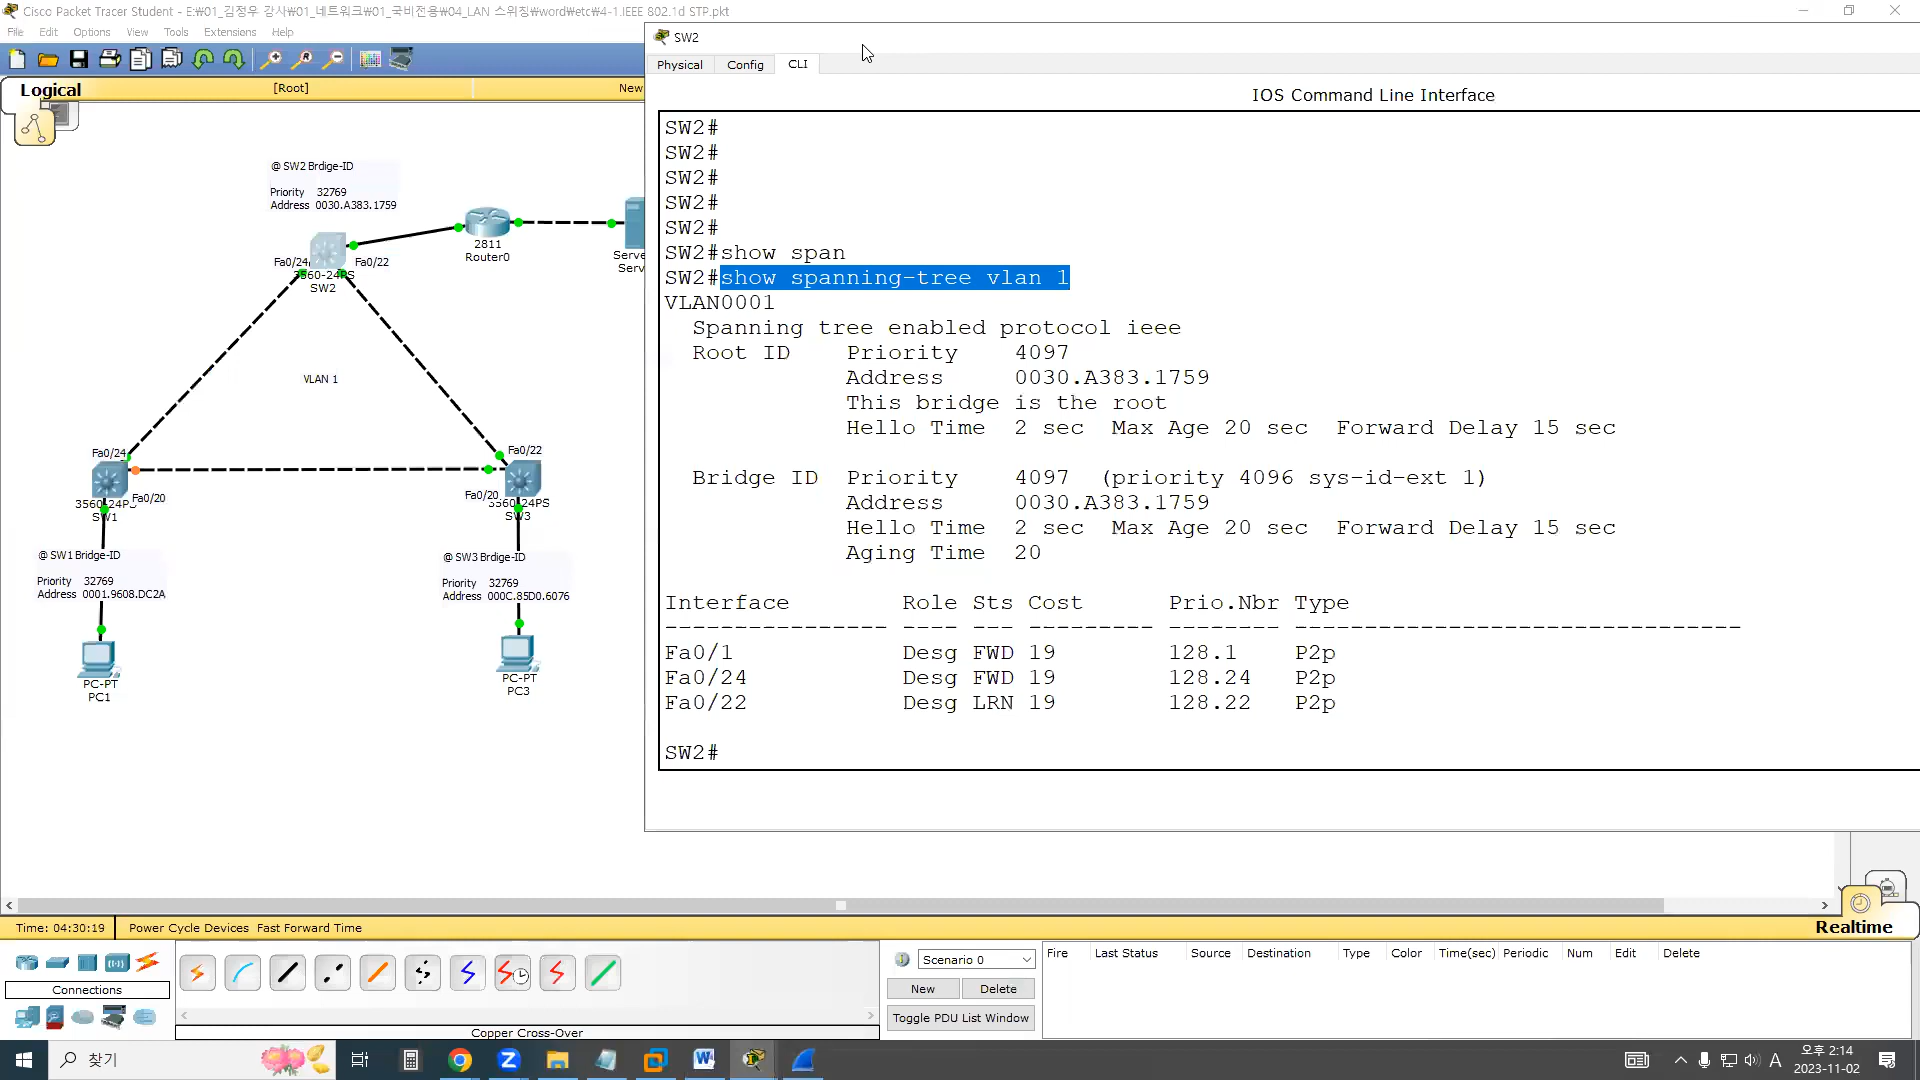 Cisco Packet Tracer Student - E:₩01_김정우 강사₩01_네트워크₩01_국비전용₩04_LAN 스위칭₩word₩etc₩4-1.IEEE 802.1d STP.pkt
File Edit Options View Tools Extensions Help
Logical
[Root]
New
@ SW2 Brdige-ID
Priority 32769
Address 0030.A383.1759
Fa0/24
Fa0/22
3560-24PS
SW2
2811
Router0
Serve
Serv
VLAN 1
Fa0/24
Fa0/20
3560-24PS
SW1
Fa0/22
Fa0/20
3560-24PS
SW3
@ SW1 Brdige-ID
Priority 32769
Address 0001.9608.DC2A
@ SW3 Brdige-ID
Priority 32769
Address 000C.85D0.6076
PC-PT
PC1
PC-PT
PC3
SW2
Physical Config CLI
IOS Command Line Interface
SW2#
SW2#
SW2#
SW2#
SW2#
SW2#show span
SW2#show spanning-tree vlan 1
VLAN0001
Spanning tree enabled protocol ieee
Root ID Priority 4097
Address 0030.A383.1759
This bridge is the root
Hello Time 2 sec Max Age 20 sec Forward Delay 15 sec
Bridge ID Priority 4097 (priority 4096 sys-id-ext 1)
Address 0030.A383.1759
Hello Time 2 sec Max Age 20 sec Forward Delay 15 sec
Aging Time 20
Interface Role Sts Cost Prio.Nbr Type
---------------- ---- --- --------- -------- --------------------------------
Fa0/1 Desg FWD 19 128.1 P2p
Fa0/24 Desg FWD 19 128.24 P2p
Fa0/22 Desg LRN 19 128.22 P2p
SW2#
Time: 04:30:19 Power Cycle Devices Fast Forward Time
Realtime
Connections
Copper Cross-Over
Scenario 0
New Delete
Toggle PDU List Window
Fire Last Status Source Destination Type Color Time(sec) Periodic Num Edit Delete
찾기
A
오후 2:14
2023-11-02